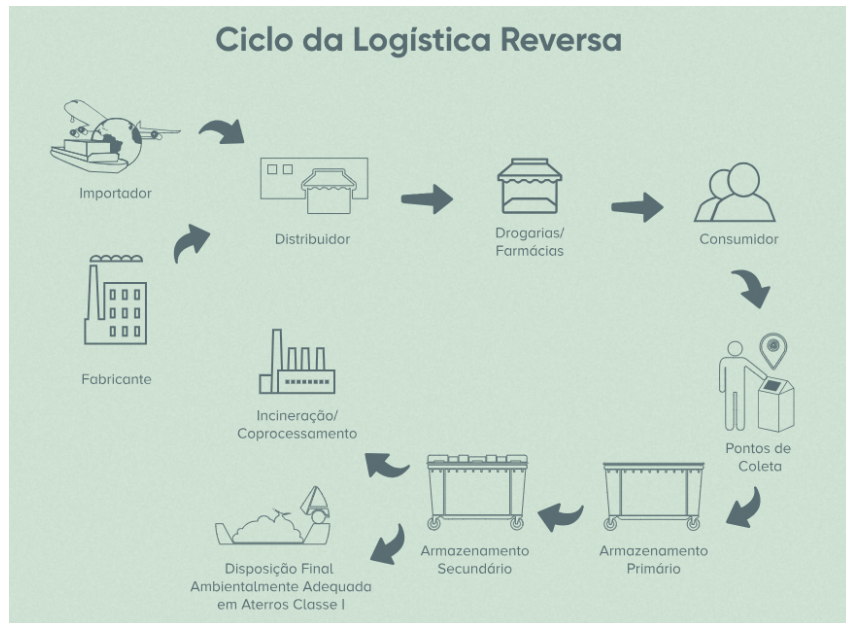 Ciclo da Logística Reversa
Importador
Distribuidor
Drogarias/
Farmácias
Consumidor
Fabricante
Incineração/
Coprocessamento
Pontos de
Coleta
Armazenamento
Secundário
Armazenamento
Primário
Disposição Final
Ambientalmente Adequada
em Aterros Classe I